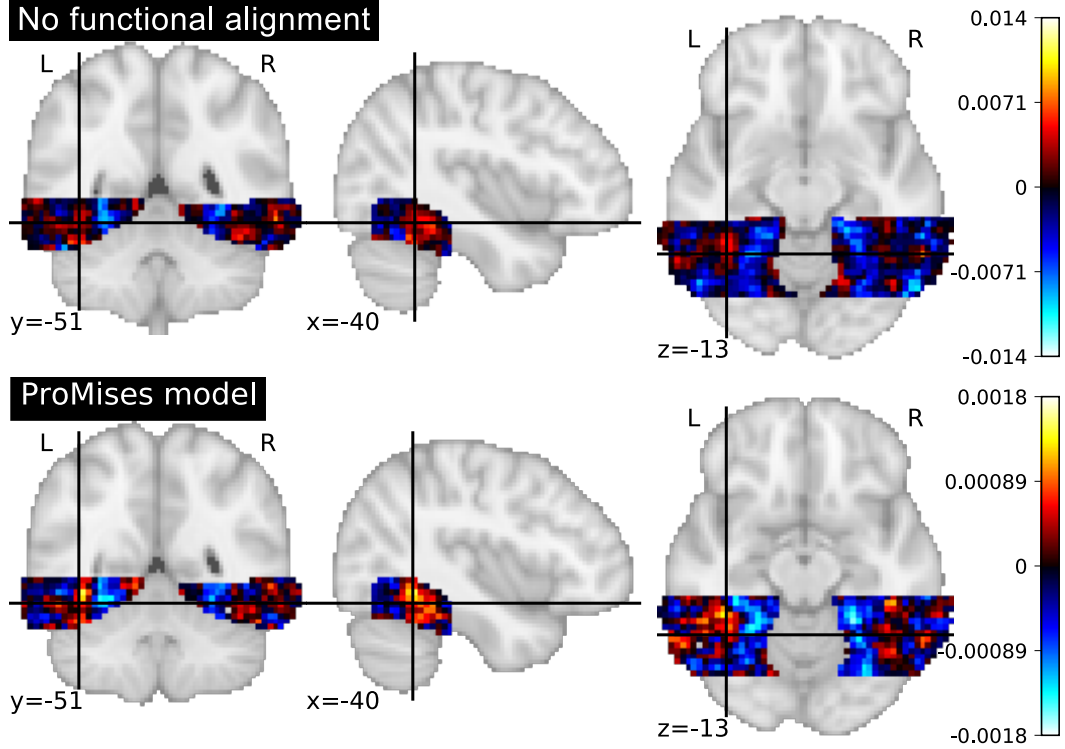 No functional alignment
L R L R
y=-51 x=-40 z=-13
0.014
0.0071
0
-0.0071
-0.014
ProMises model
L R L R
y=-51 x=-40 z=-13
0.0018
0.00089
0
-0.00089
-0.0018